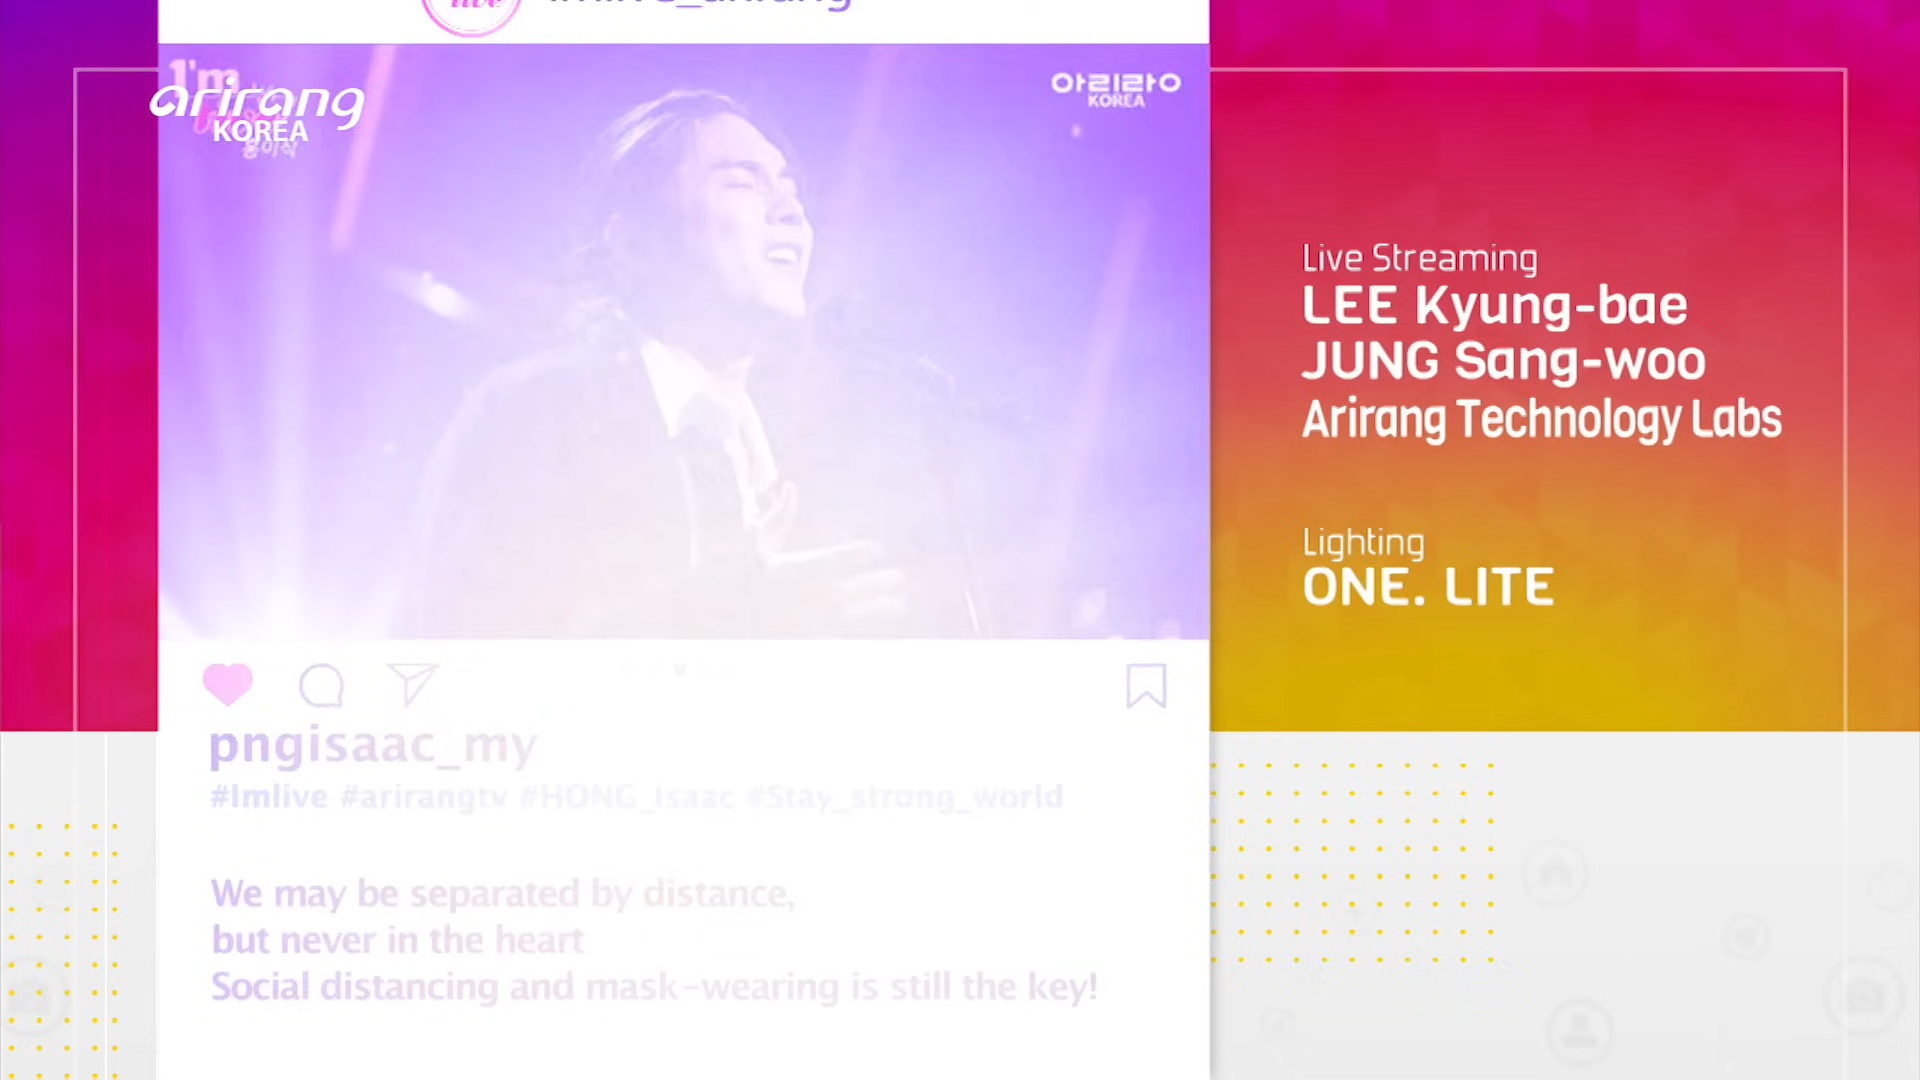 live
imlive_arirang
I'm
arirang
KOREA
아리랑
KOREA
Live Streaming
LEE Kyung-bae
JUNG Sang-woo
Arirang Technology Labs
Lighting
ONE. LITE
pngisaac_my
#Imlive #arirangtv #HONG_Isaac #Stay_strong_world
We may be separated by distance,
but never in the heart
Social distancing and mask-wearing is still the key!